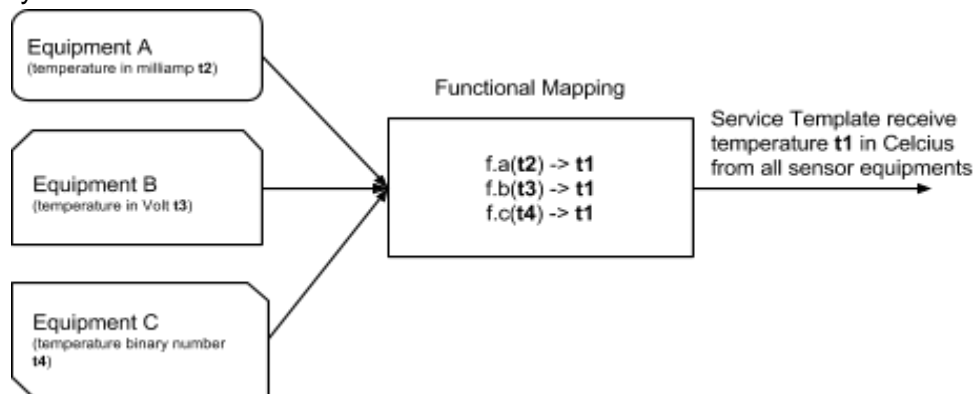 Equipment A
(temperature in milliamp t2)
Functional Mapping
Equipment B
(temperature in Volt t3)
f.a(t2) -> t1
f.b(t3) -> t1
f.c(t4) -> t1
Service Template receive
temperature t1 in Celcius
from all sensor equipments
Equipment C
(temperature binary number
t4)